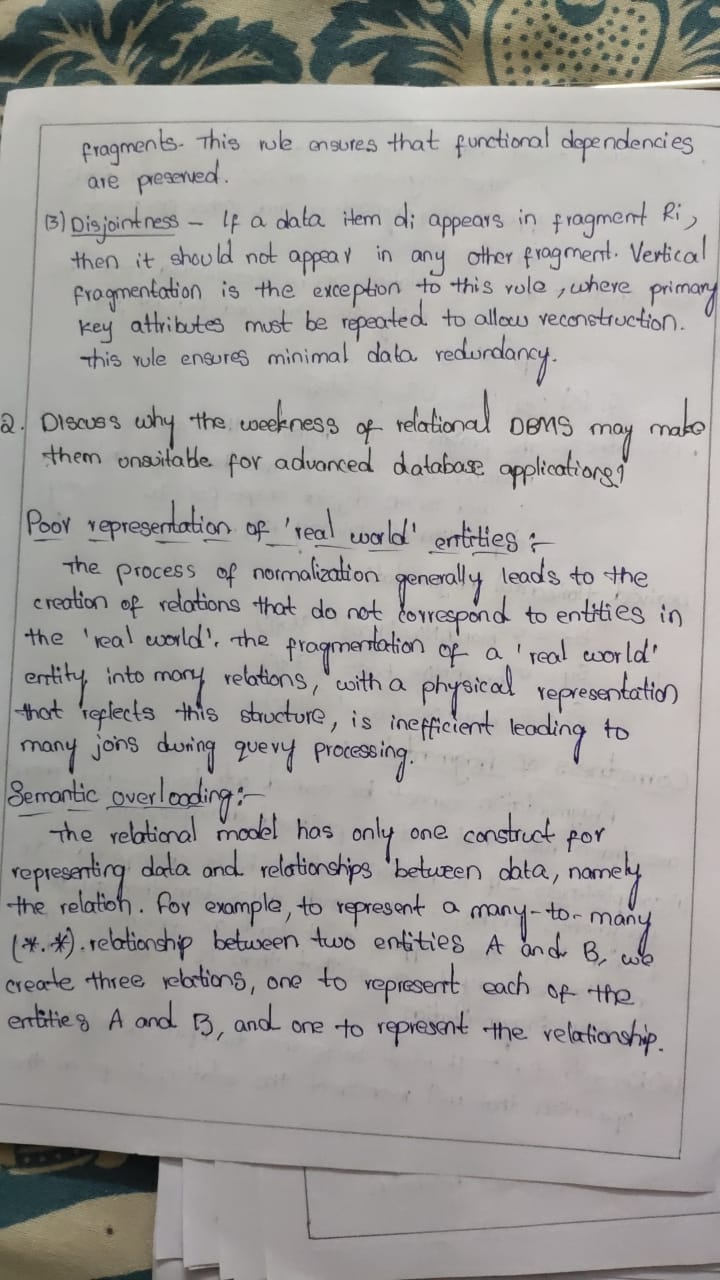 fragments. This rule ensures that functional dependencies
are preserved.
(3) Disjointness - If a data item di appears in fragment Ri,
then it should not appear in any other fragment. Vertical
fragmentation is the exception to this rule, where primary
key attributes must be repeated to allow reconstruction.
This rule ensures minimal data redundancy.
2. Discuss why the weekness of relational DBMS may make
them unsuitable for advanced database applications?
Poor representation of 'real world' entities :-
The process of normalization generally leads to the
creation of relations that do not correspond to entities in
the 'real world'. The fragmentation of a 'real world'
entity into many relations, with a physical representation
that reflects this structure, is inefficient leading to
many joins during query processing.
Semantic overloading :-
The relational model has only one construct for
representing data and relationships between data, namely
the relation. For example, to represent a many-to-many
(*.*). relationship between two entities A and B, we
create three relations, one to represent each of the
entities A and B, and one to represent the relationship.